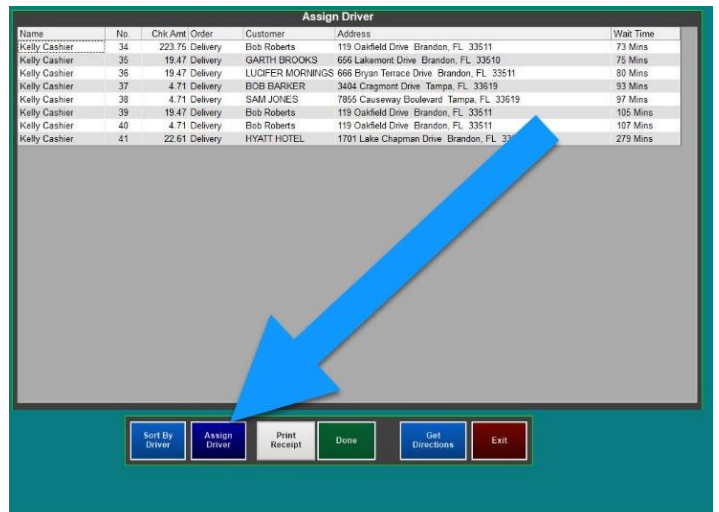 Assign Driver
Name No. Chk Amt Order Customer Address Wait Time
Kelly Cashier 34 223.75 Delivery Bob Roberts 119 Oakfield Drive Brandon, FL 33511 73 Mins
Kelly Cashier 35 19.47 Delivery GARTH BROOKS 656 Lakemont Drive Brandon, FL 33510 75 Mins
Kelly Cashier 36 19.47 Delivery LUCIFER MORNINGS 666 Bryan Terrace Drive Brandon, FL 33511 80 Mins
Kelly Cashier 37 4.71 Delivery BOB BARKER 3404 Cragmont Drive Tampa, FL 33619 93 Mins
Kelly Cashier 38 4.71 Delivery SAM JONES 7855 Causeway Boulevard Tampa, FL 33619 97 Mins
Kelly Cashier 39 19.47 Delivery Bob Roberts 119 Oakfield Drive Brandon, FL 33511 105 Mins
Kelly Cashier 40 4.71 Delivery Bob Roberts 119 Oakfield Drive Brandon, FL 33511 107 Mins
Kelly Cashier 41 22.61 Delivery HYATT HOTEL 1701 Lake Chapman Drive Brandon, FL 279 Mins
Sort By Assign Print Done Get Exit
Driver Driver Receipt Directions